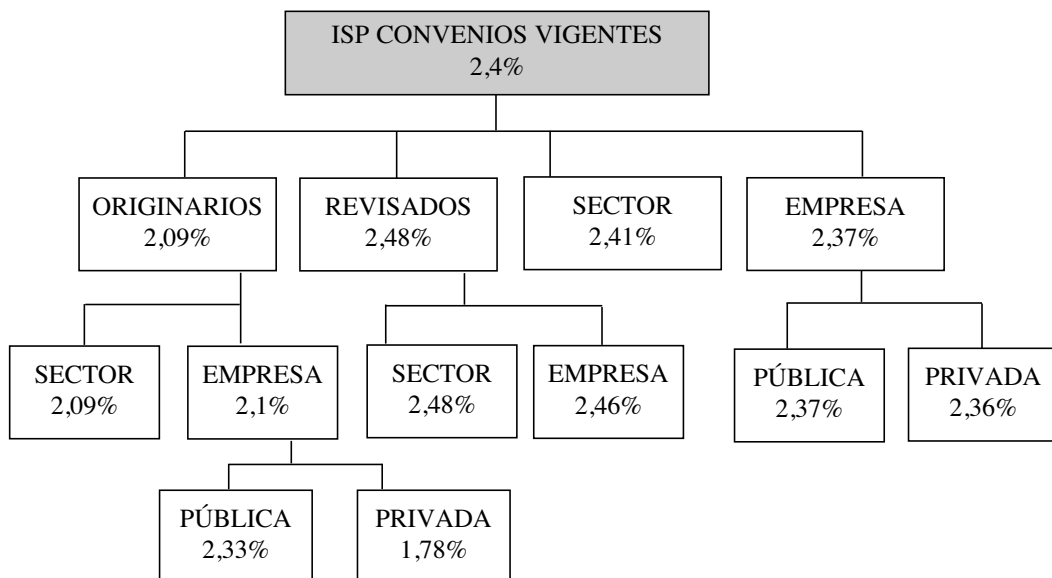 ISP CONVENIOS VIGENTES
2,4%
ORIGINARIOS
2,09%
REVISADOS
2,48%
SECTOR
2,41%
EMPRESA
2,37%
SECTOR
2,09%
EMPRESA
2,1%
SECTOR
2,48%
EMPRESA
2,46%
PÚBLICA
2,37%
PRIVADA
2,36%
PÚBLICA
2,33%
PRIVADA
1,78%